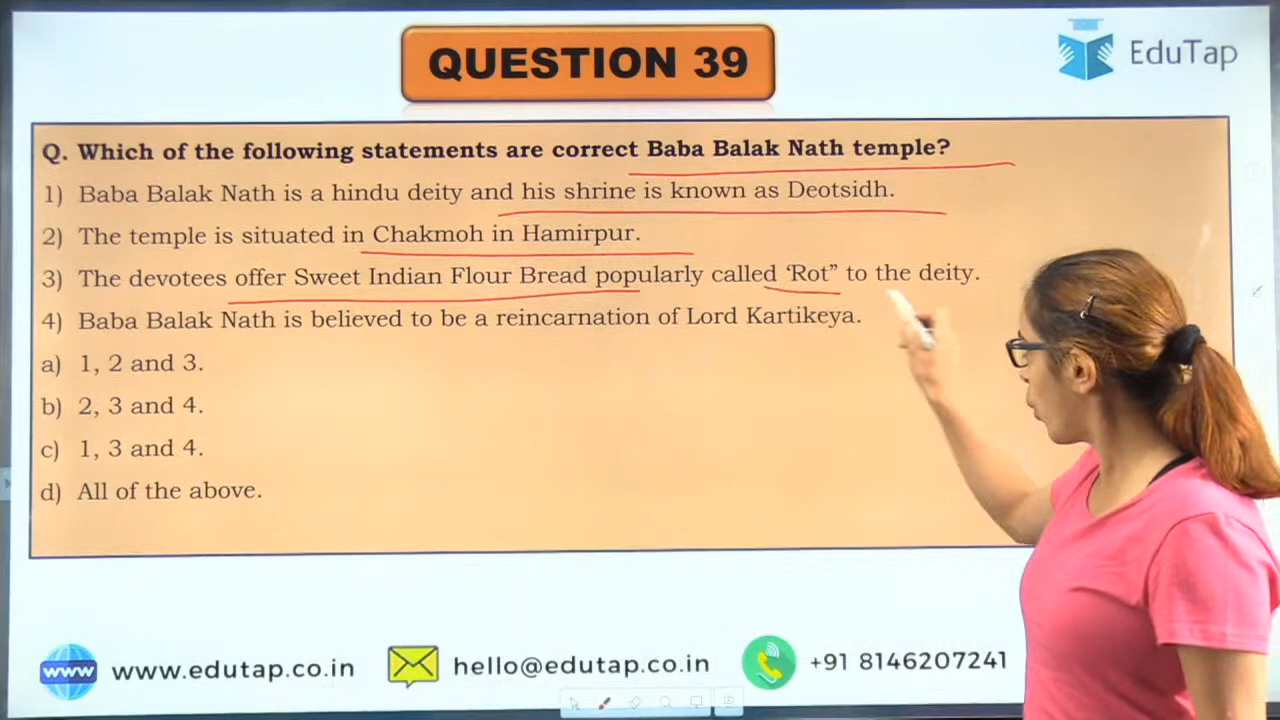 QUESTION 39
EduTap
Q. Which of the following statements are correct Baba Balak Nath temple?
1) Baba Balak Nath is a hindu deity and his shrine is known as Deotsidh.
2) The temple is situated in Chakmoh in Hamirpur.
3) The devotees offer Sweet Indian Flour Bread popularly called ‘Rot” to the deity.
4) Baba Balak Nath is believed to be a reincarnation of Lord Kartikeya.
a) 1, 2 and 3.
b) 2, 3 and 4.
c) 1, 3 and 4.
d) All of the above.
www www.edutap.co.in hello@edutap.co.in +91 8146207241